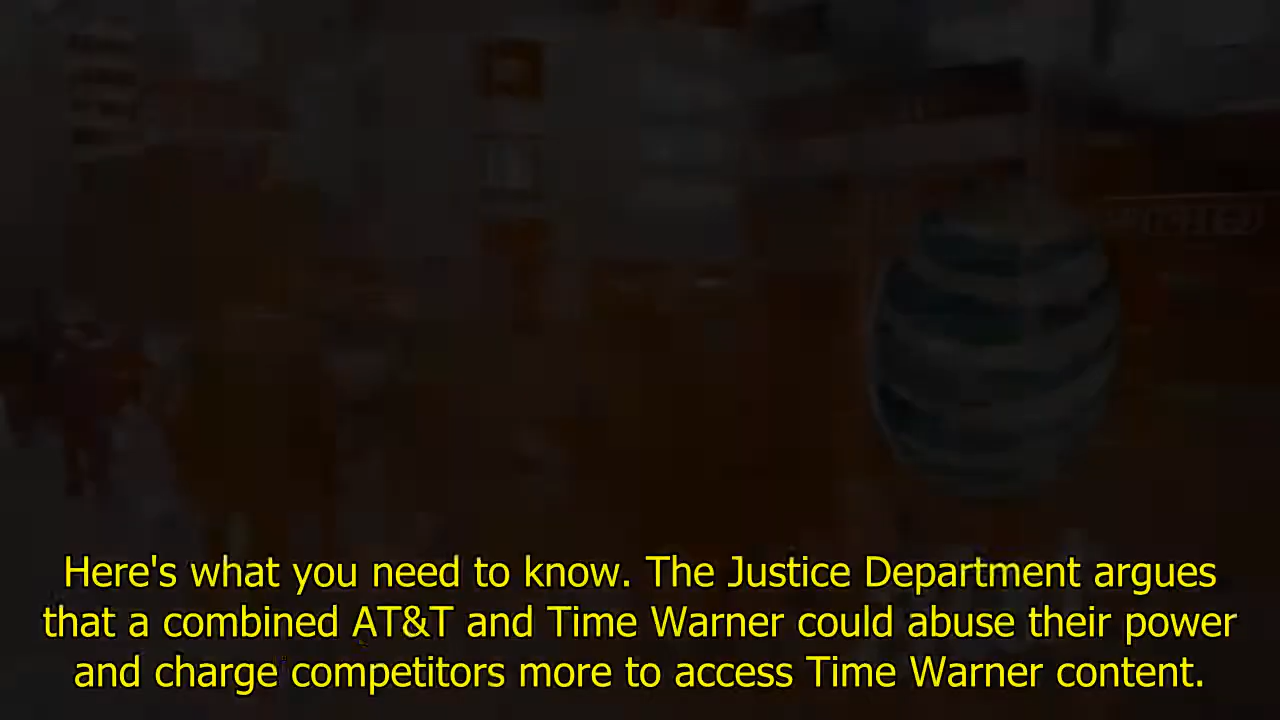 Here's what you need to know. The Justice Department argues
that a combined AT&T and Time Warner could abuse their power
and charge competitors more to access Time Warner content.